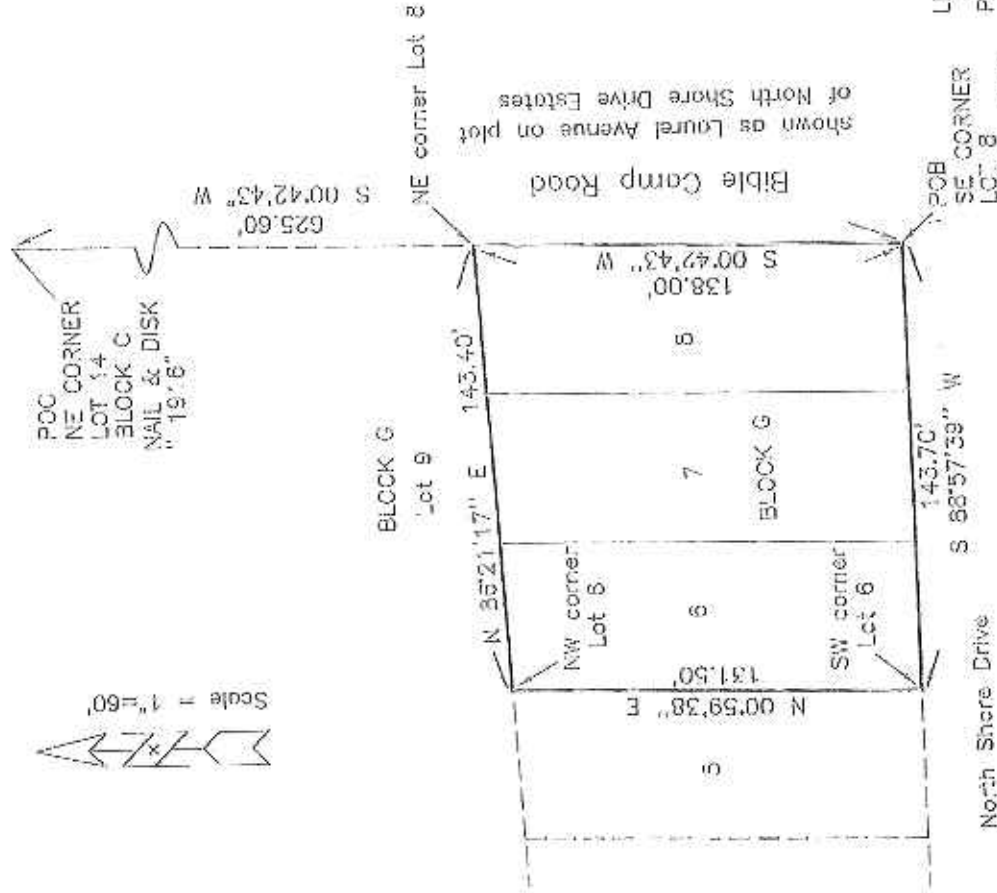 POC
NE CORNER
LOT 14
BLOCK C
NAIL & DISK
" 1916"
625.60'
S 00°42'43" W
Scale = 1"=60'
NE corner Lot 8
BLOCK G
Lot 9
N 86°21'17" E 143.40'
138.00'
S 00°42'43" W
Bible Camp Road
shown as Laurel Avenue on plat
of North Shore Drive Estates
NW corner
Lot 6
5
6
7
8
BLOCK G
N 00°59'38" E
131.50'
SW corner
Lot 6
143.70'
S 88°57'39" W
POB
SE CORNER
LOT 8
North Shore Drive